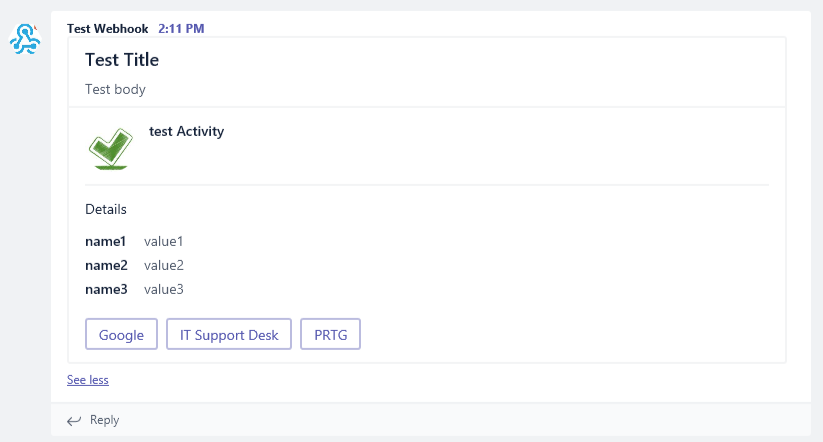 Test Webhook 2:11 PM
Test Title
Test body
test Activity
Details
name1 value1
name2 value2
name3 value3
Google IT Support Desk PRTG
See less
Reply